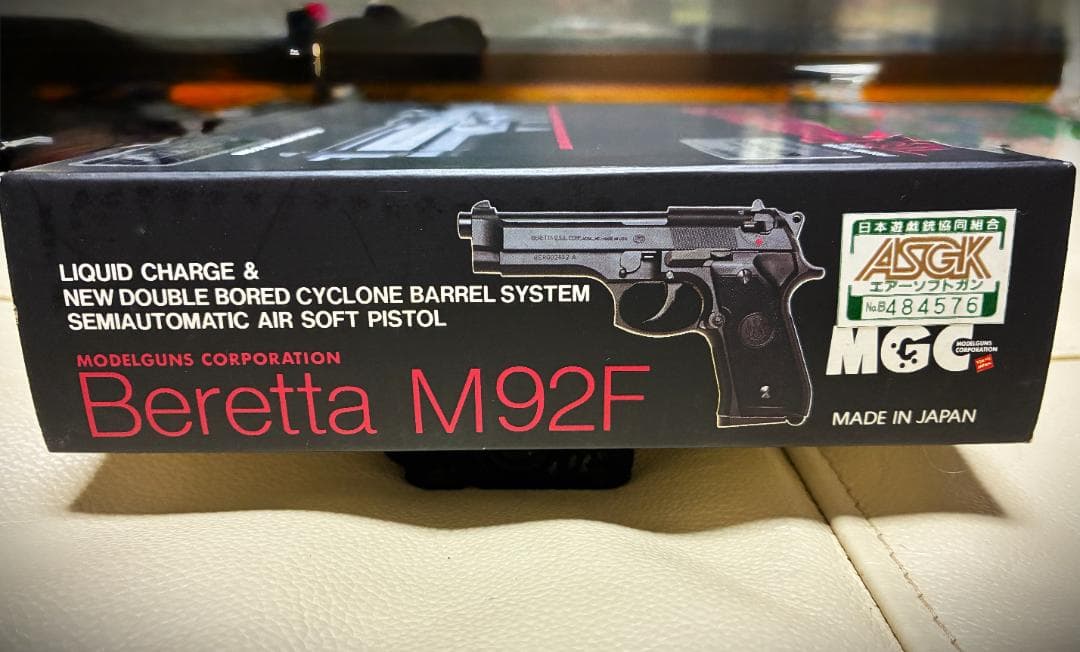 LIQUID CHARGE &
NEW DOUBLE BORED CYCLONE BARREL SYSTEM
SEMIAUTOMATIC AIR SOFT PISTOL
MODELGUNS CORPORATION
Beretta M92F
日本遊戯銃協同組合
ASGK
エアーソフトガン
No.B484576
MGC
MODELGUNS
CORPORATION
MADE IN JAPAN